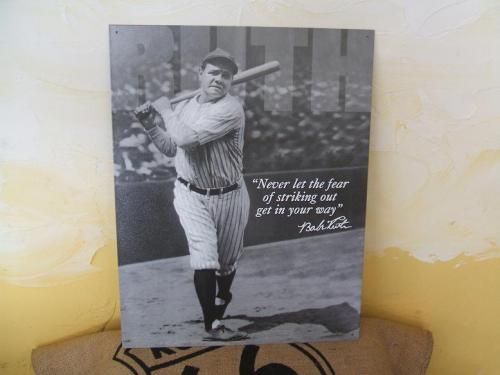 RUTH
“Never let the fear
of striking out
get in your way”
Babe Ruth